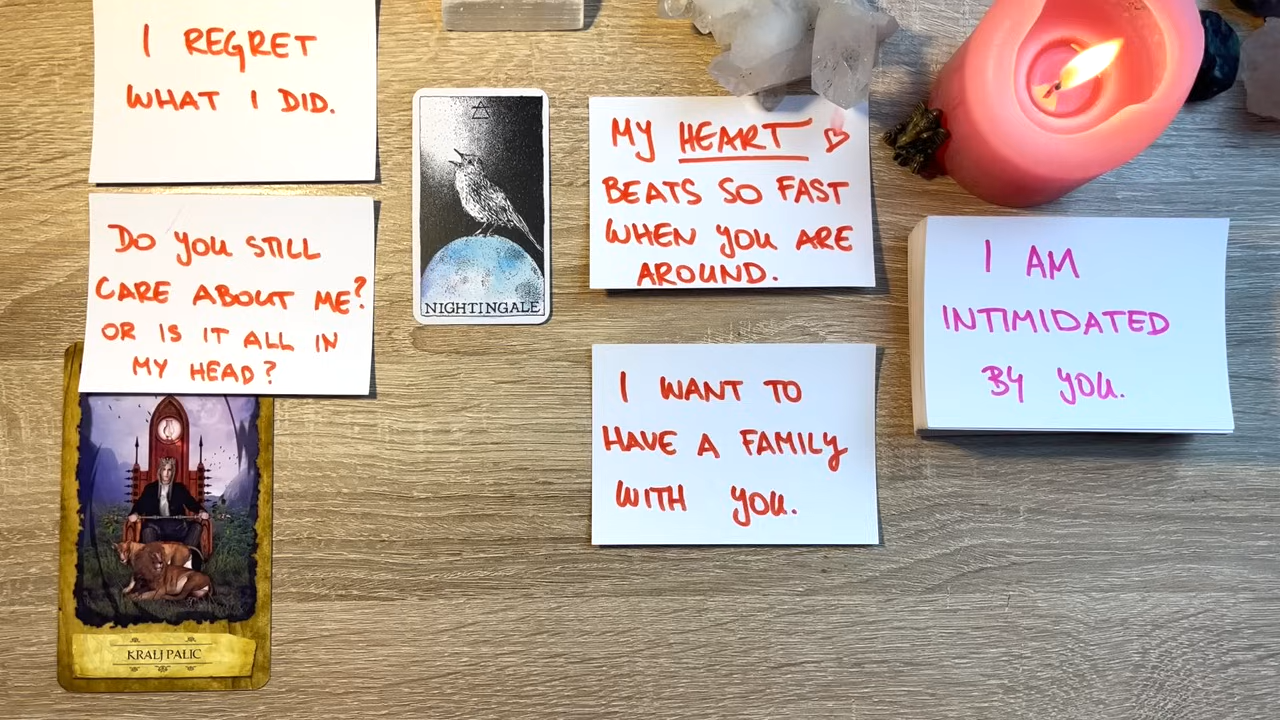 I REGRET
WHAT I DID.
DO YOU STILL
CARE ABOUT ME?
OR IS IT ALL IN
MY HEAD?
KRALJ PALIC
NIGHTINGALE
MY HEART
BEATS SO FAST
WHEN YOU ARE
AROUND.
I WANT TO
HAVE A FAMILY
WITH YOU.
I AM
INTIMIDATED
BY YOU.